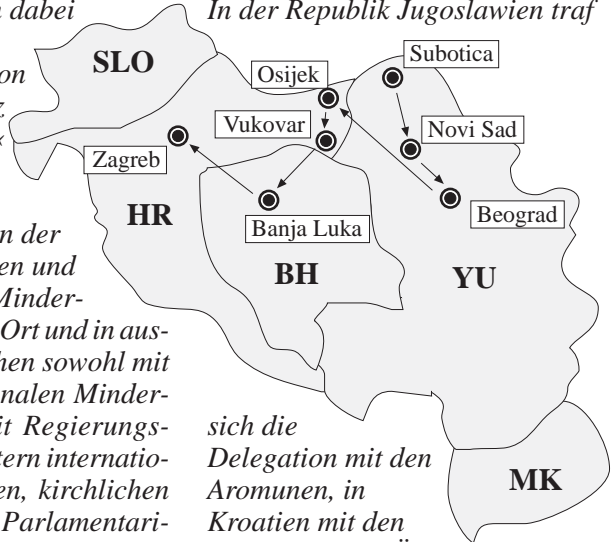 dabei
on
n der
en und
Minder-
Ort und in aus-
hen sowohl mit
nalen Minder-
it Regierungs-
tern internatio-
en, kirchlichen
Parlamentari-
In der Republik Jugoslawien traf
SLO
Osijek
Subotica
Vukovar
Novi Sad
Zagreb
Beograd
HR
Banja Luka
BH
YU
MK
sich die
Delegation mit den
Aromunen, in
Kroatien mit den